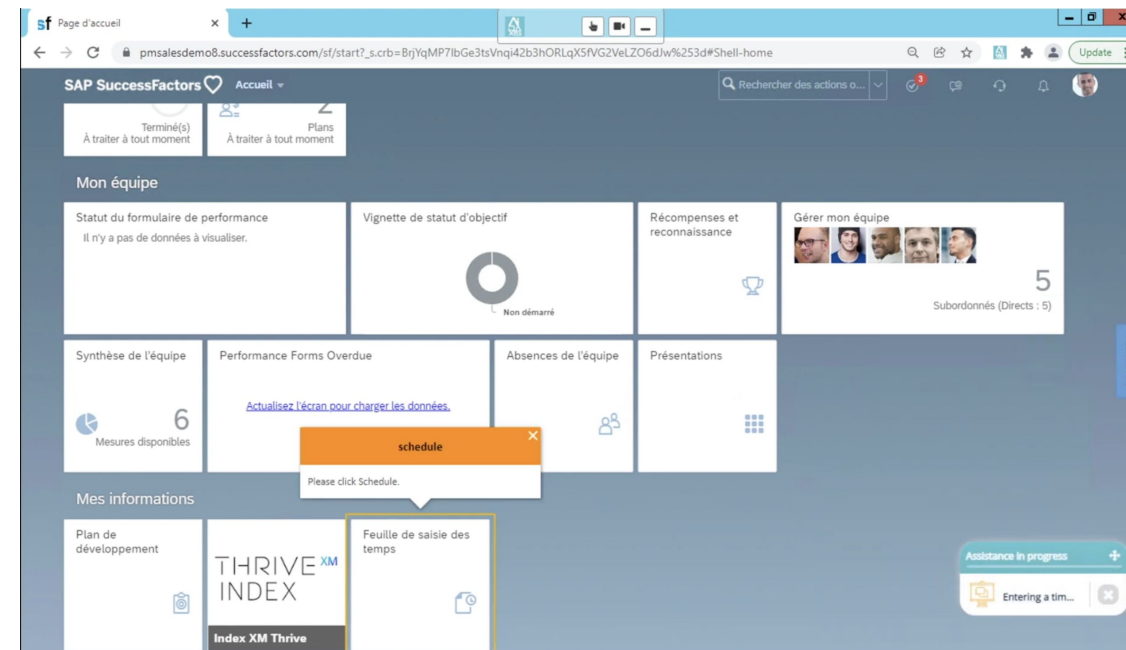 sf Page d'accueil
pmsalesdemo8.successfactors.com/sf/start?_s.crb=BrjYqMP7lbGe3tsVnqi42b3hORLqX5fVG2VeLZO6dJw%253d#Shell-home
Update
SAP SuccessFactors Accueil
Rechercher des actions o...
3
Terminé(s)
À traiter à tout moment
2
Plans
À traiter à tout moment
Mon équipe
Statut du formulaire de performance
Il n'y a pas de données à visualiser.
Vignette de statut d'objectif
Non démarré
Récompenses et
reconnaissance
Gérer mon équipe
5
Subordonnés (Directs : 5)
Synthèse de l'équipe
6
Mesures disponibles
Performance Forms Overdue
Actualisez l'écran pour charger les données.
Absences de l'équipe
Présentations
schedule
Please click Schedule.
Mes informations
Plan de
développement
THRIVE XM
INDEX
Index XM Thrive
Feuille de saisie des
temps
Assistance in progress
Entering a tim...